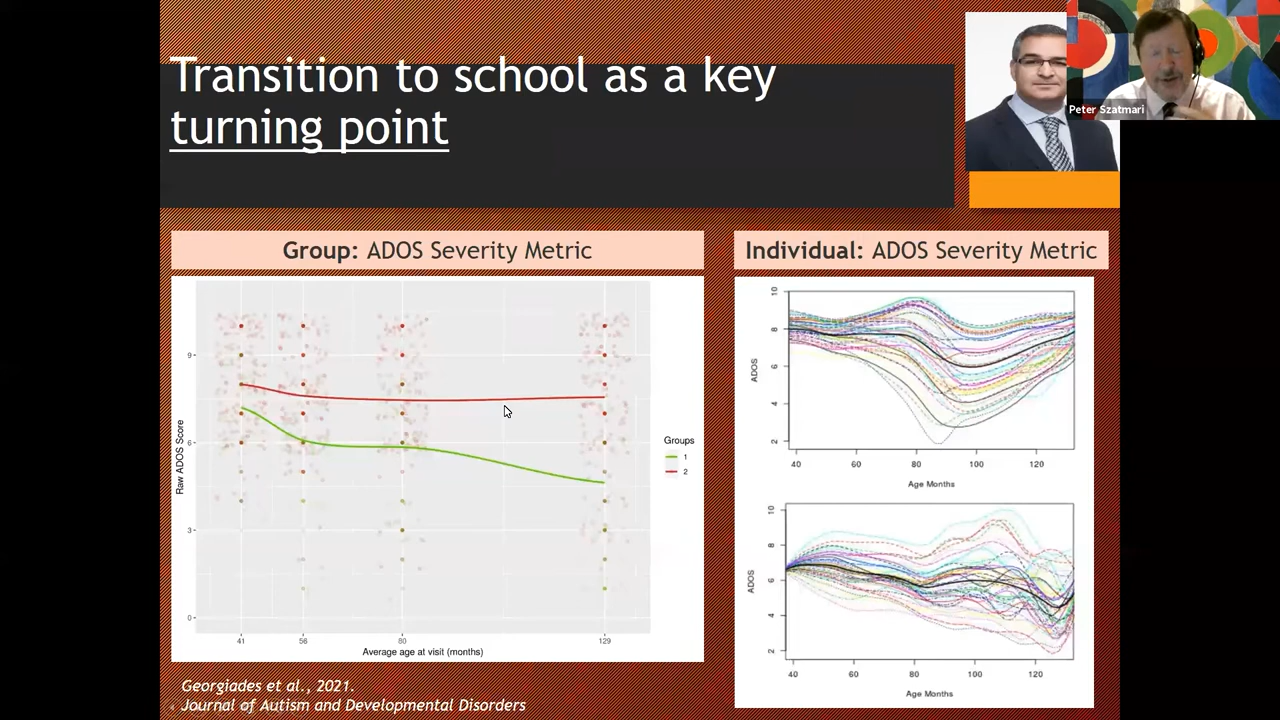 Transition to school as a key
turning point
Peter Szatmari
Group: ADOS Severity Metric
Individual: ADOS Severity Metric
9
6
3
0
Raw ADOS Score
41
56
80
129
Average age at visit (months)
Groups
1
2
10
8
6
4
2
ADOS
40
60
80
100
120
Age Months
10
8
6
4
2
ADOS
40
60
80
100
120
Age Months
Georgiades et al., 2021.
Journal of Autism and Developmental Disorders